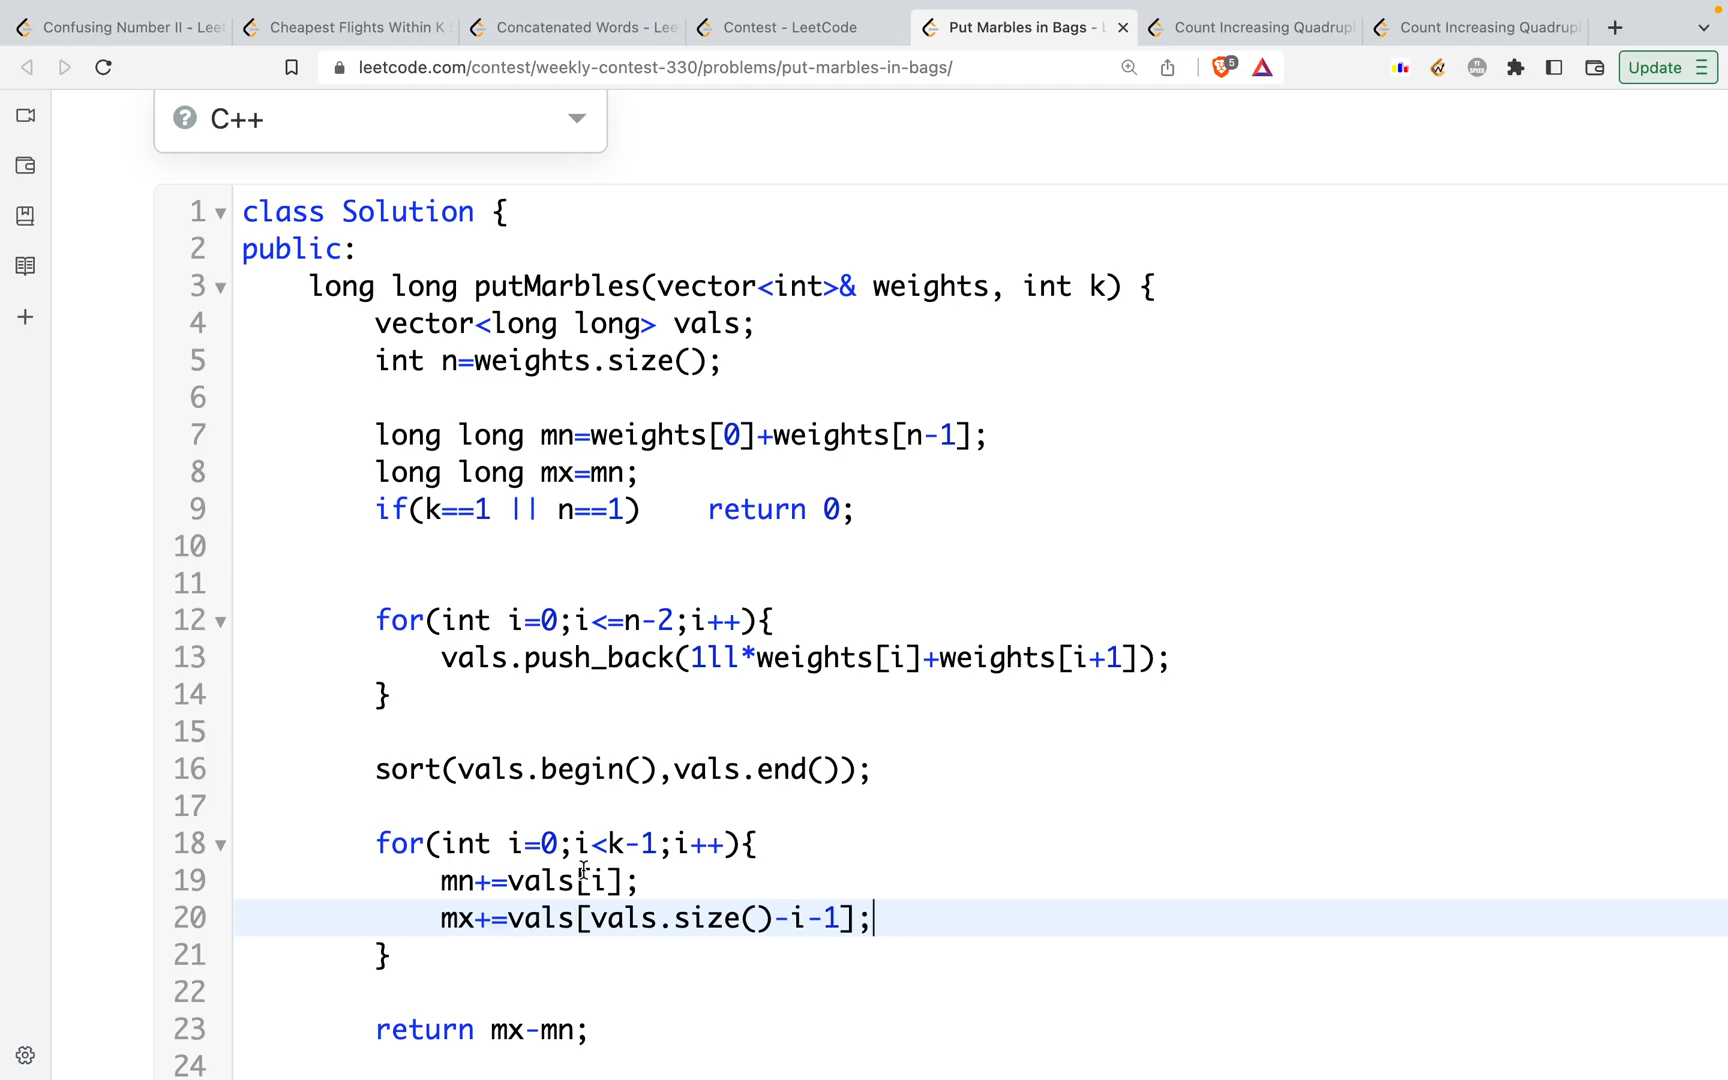 Confusing Number II - Leet
Cheapest Flights Within K S
Concatenated Words - Lee
Contest - LeetCode
Put Marbles in Bags - L
Count Increasing Quadrupl
Count Increasing Quadrupl
leetcode.com/contest/weekly-contest-330/problems/put-marbles-in-bags/
5
YT SPEED
Update
? C++
1 class Solution {
2 public:
3 long long putMarbles(vector<int>& weights, int k) {
4 vector<long long> vals;
5 int n=weights.size();
6
7 long long mn=weights[0]+weights[n-1];
8 long long mx=mn;
9 if(k==1 || n==1) return 0;
10
11
12 for(int i=0;i<=n-2;i++){
13 vals.push_back(1ll*weights[i]+weights[i+1]);
14 }
15
16 sort(vals.begin(),vals.end());
17
18 for(int i=0;i<k-1;i++){
19 mn+=vals[i];
20 mx+=vals[vals.size()-i-1];
21 }
22
23 return mx-mn;
24